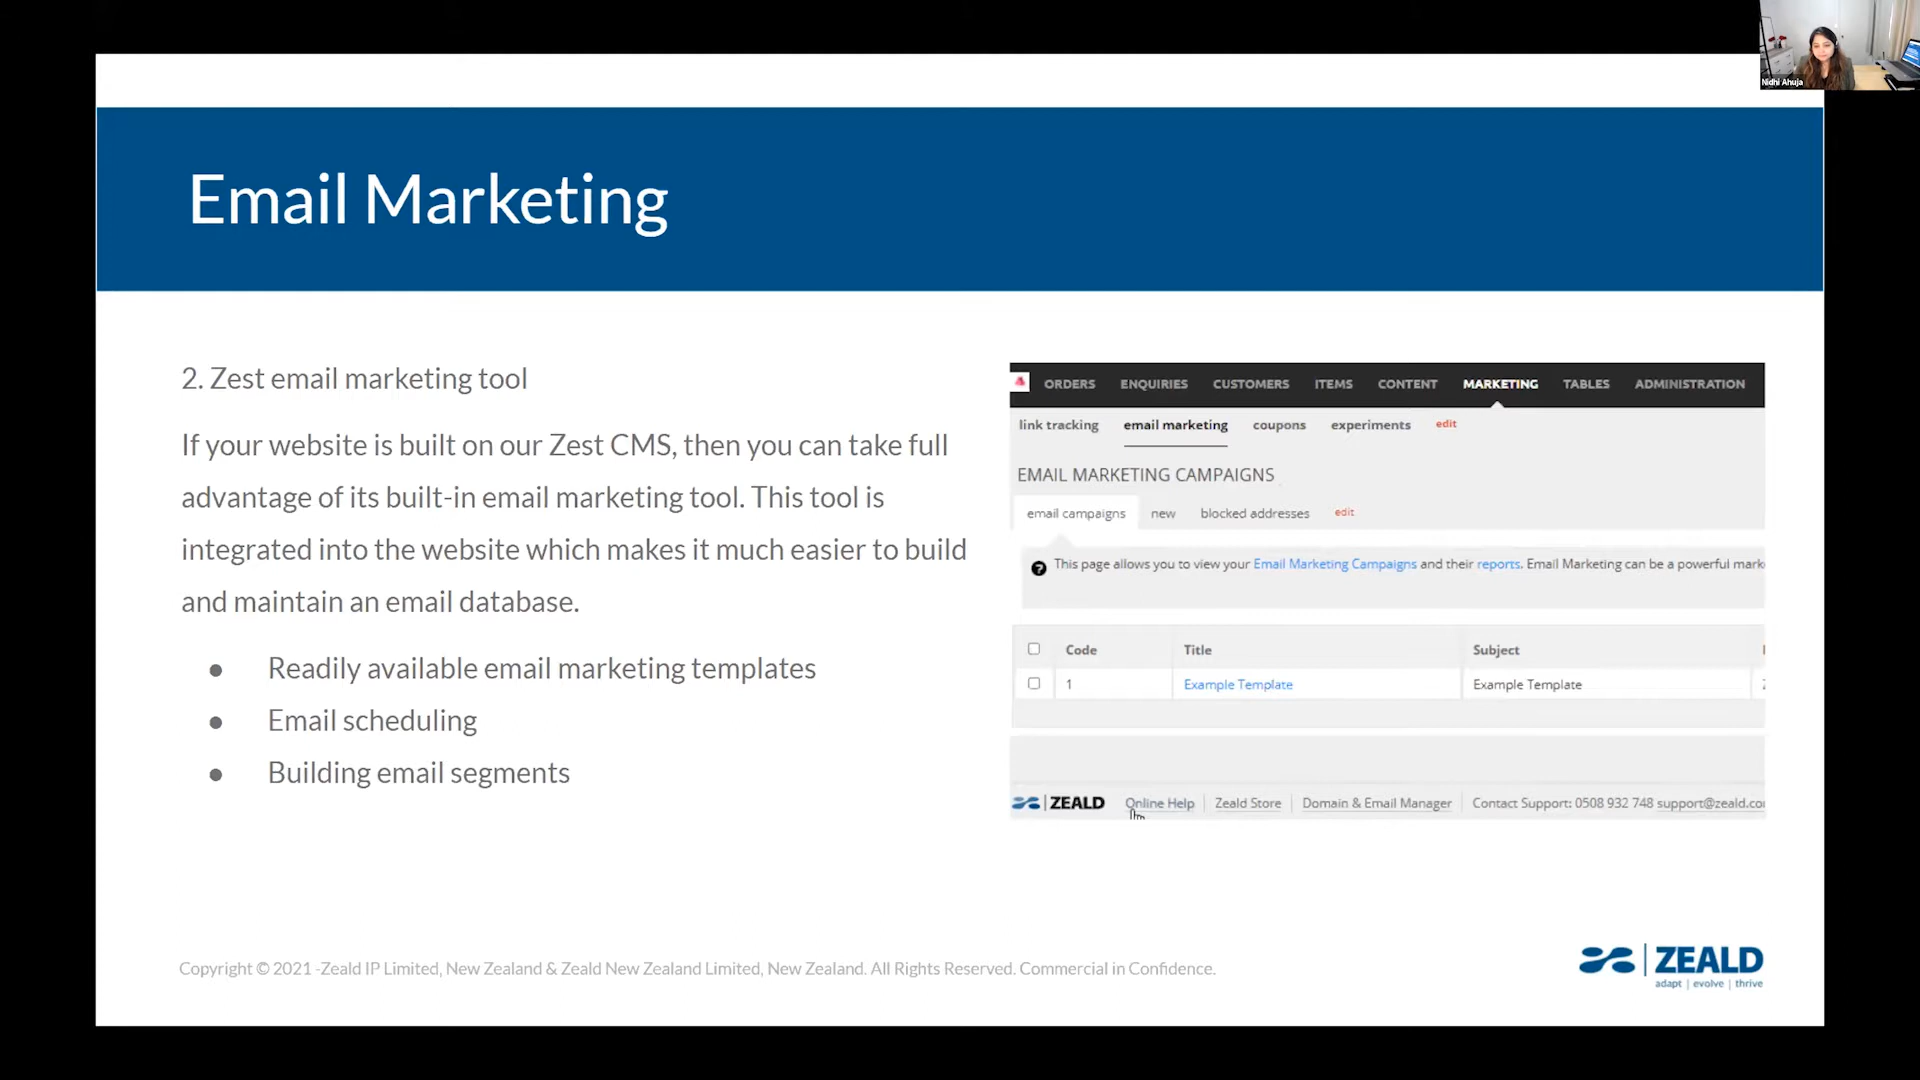 Nidhi Ahuja
Email Marketing
2. Zest email marketing tool
If your website is built on our Zest CMS, then you can take full
advantage of its built-in email marketing tool. This tool is
integrated into the website which makes it much easier to build
and maintain an email database.
● Readily available email marketing templates
● Email scheduling
● Building email segments
ORDERS ENQUIRIES CUSTOMERS ITEMS CONTENT MARKETING TABLES ADMINISTRATION
link tracking email marketing coupons experiments edit
EMAIL MARKETING CAMPAIGNS
email campaigns new blocked addresses edit
This page allows you to view your Email Marketing Campaigns and their reports. Email Marketing can be a powerful mark
Code Title Subject
1 Example Template Example Template
ZEALD Online Help Zeald Store Domain & Email Manager Contact Support: 0508 932 748 support@zeald.co
Copyright © 2021 -Zeald IP Limited, New Zealand & Zeald New Zealand Limited, New Zealand. All Rights Reserved. Commercial in Confidence.
ZEALD
adapt | evolve | thrive